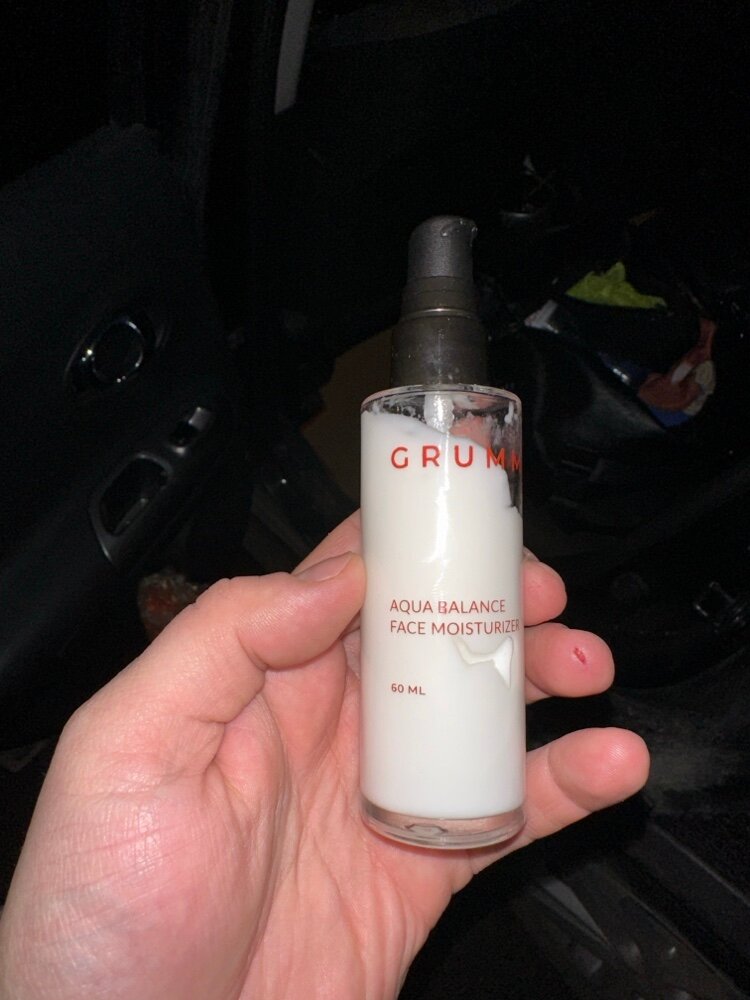 GRUMM
AQUA BALANCE
FACE MOISTURIZER
60 ML